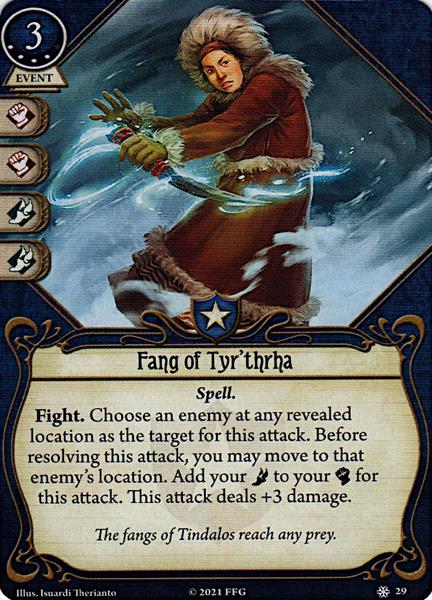 3
EVENT
Fang of Tyr'thrha
Spell.
Fight. Choose an enemy at any revealed
location as the target for this attack. Before
resolving this attack, you may move to that
enemy's location. Add your to your for
this attack. This attack deals +3 damage.
The fangs of Tindalos reach any prey.
Illus. Isuardi Therianto
© 2021 FFG
29